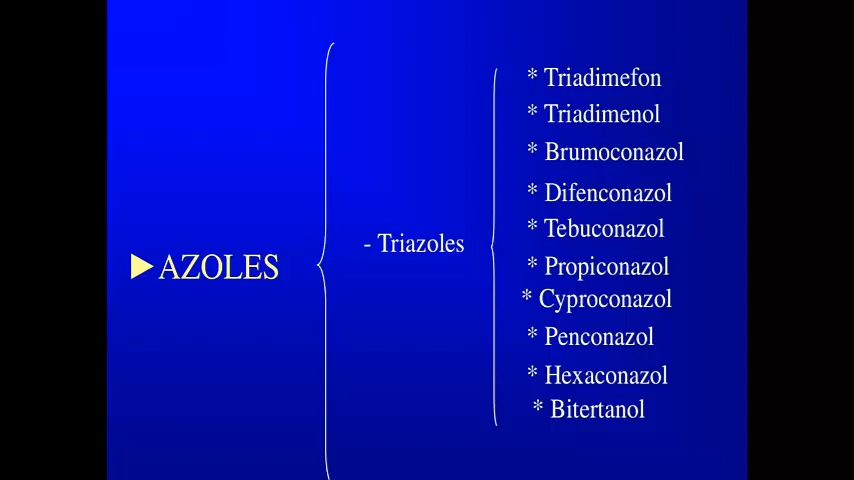 ►AZOLES
- Triazoles
* Triadimefon
* Triadimenol
* Brumoconazol
* Difenconazol
* Tebuconazol
* Propiconazol
* Cyproconazol
* Penconazol
* Hexaconazol
* Bitertanol